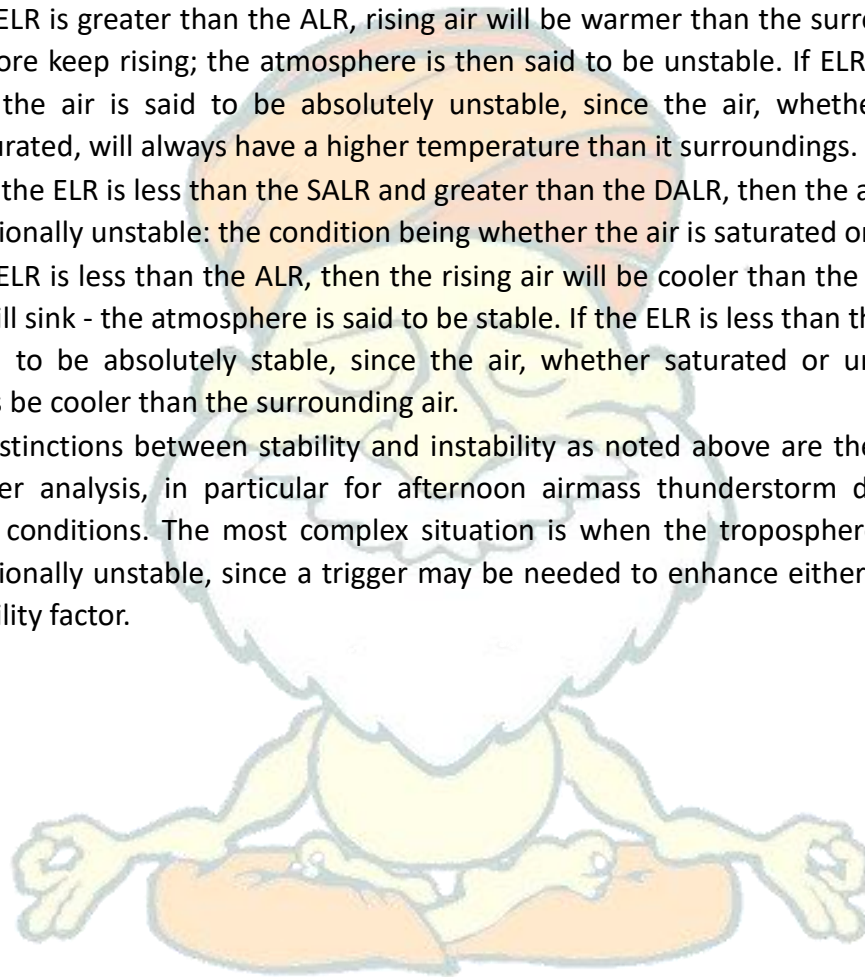 ELR is greater than the ALR, rising air will be warmer than the surro
ore keep rising; the atmosphere is then said to be unstable. If ELR
the air is said to be absolutely unstable, since the air, whethe
urated, will always have a higher temperature than it surroundings.
the ELR is less than the SALR and greater than the DALR, then the a
ionally unstable: the condition being whether the air is saturated or
ELR is less than the ALR, then the rising air will be cooler than the
ill sink - the atmosphere is said to be stable. If the ELR is less than th
to be absolutely stable, since the air, whether saturated or un
s be cooler than the surrounding air.
stinctions between stability and instability as noted above are the
er analysis, in particular for afternoon airmass thunderstorm d
conditions. The most complex situation is when the troposphere
ionally unstable, since a trigger may be needed to enhance either
ility factor.